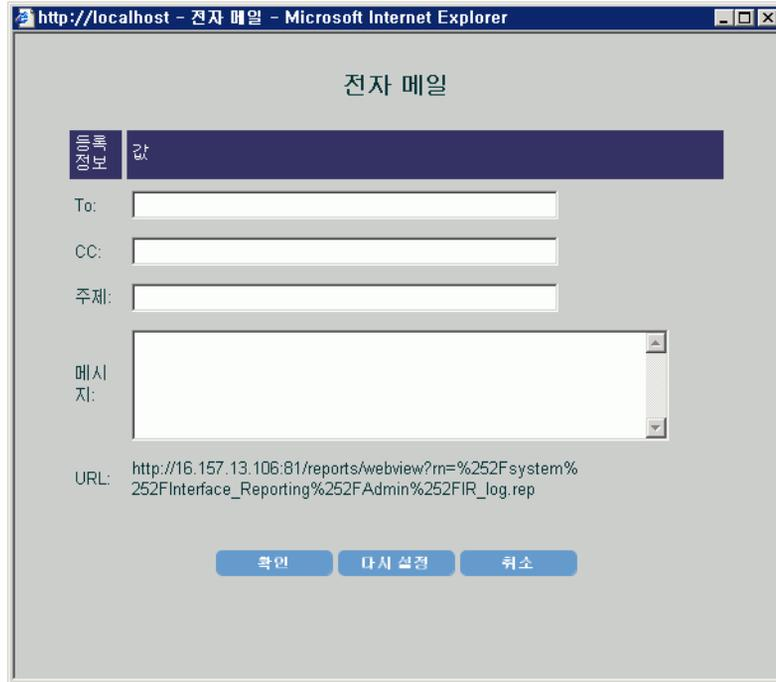 http://localhost - 전자 메일 - Microsoft Internet Explorer
전자 메일
등록
정보
값
To:
CC:
주제:
메시
지:
URL:
http://16.157.13.106:81/reports/webview?rn=%252Fsystem%
252FInterface_Reporting%252FAdmin%252FIR_log.rep
확인
다시 설정
취소